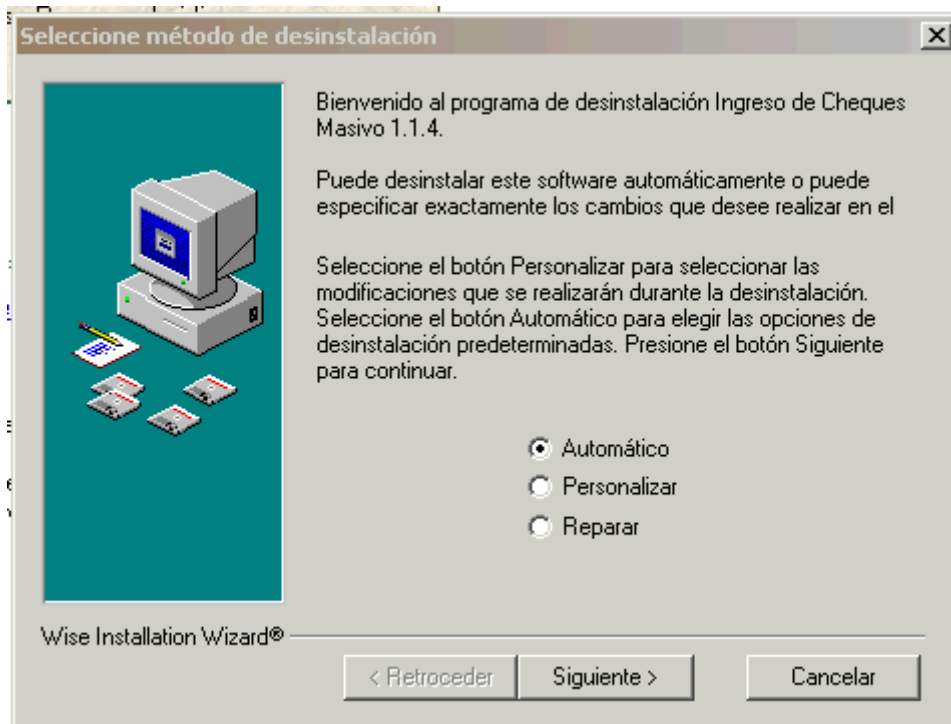 Seleccione método de desinstalación
Bienvenido al programa de desinstalación Ingreso de Cheques
Masivo 1.1.4.
Puede desinstalar este software automáticamente o puede
especificar exactamente los cambios que desee realizar en el
Seleccione el botón Personalizar para seleccionar las
modificaciones que se realizarán durante la desinstalación.
Seleccione el botón Automático para elegir las opciones de
desinstalación predeterminadas. Presione el botón Siguiente
para continuar.
Automático
Personalizar
Reparar
Wise Installation Wizard®
< Retroceder Siguiente > Cancelar